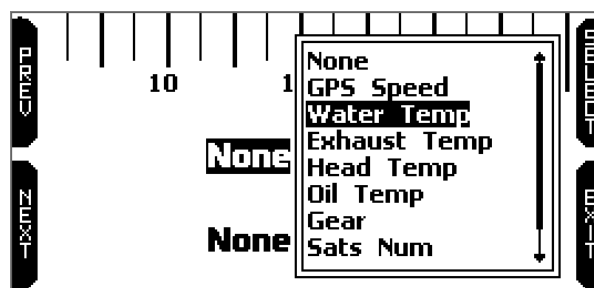 PREV
SELECT
10
1
None
GPS Speed
Water Temp
Exhaust Temp
None
Head Temp
Oil Temp
NEXT
EXIT
Gear
None
Sats Num